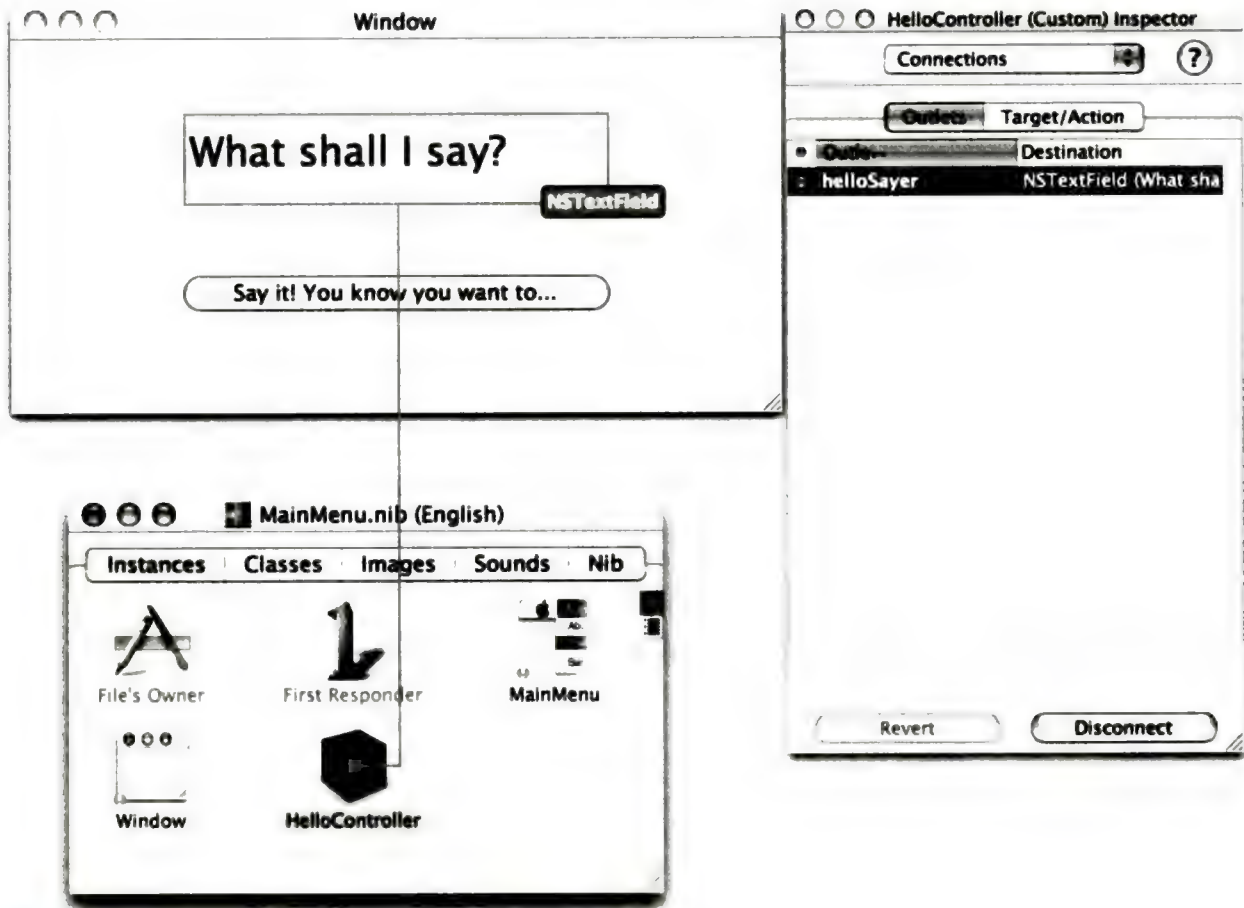 Window
What shall I say?
NSTextField
Say it! You know you want to...
HelloController (Custom) Inspector
Connections
?
Outlets Target/Action
Destination
helloSayer NSTextField (What sha
Revert Disconnect
MainMenu.nib (English)
Instances Classes Images Sounds Nib
File's Owner First Responder MainMenu
Window HelloController